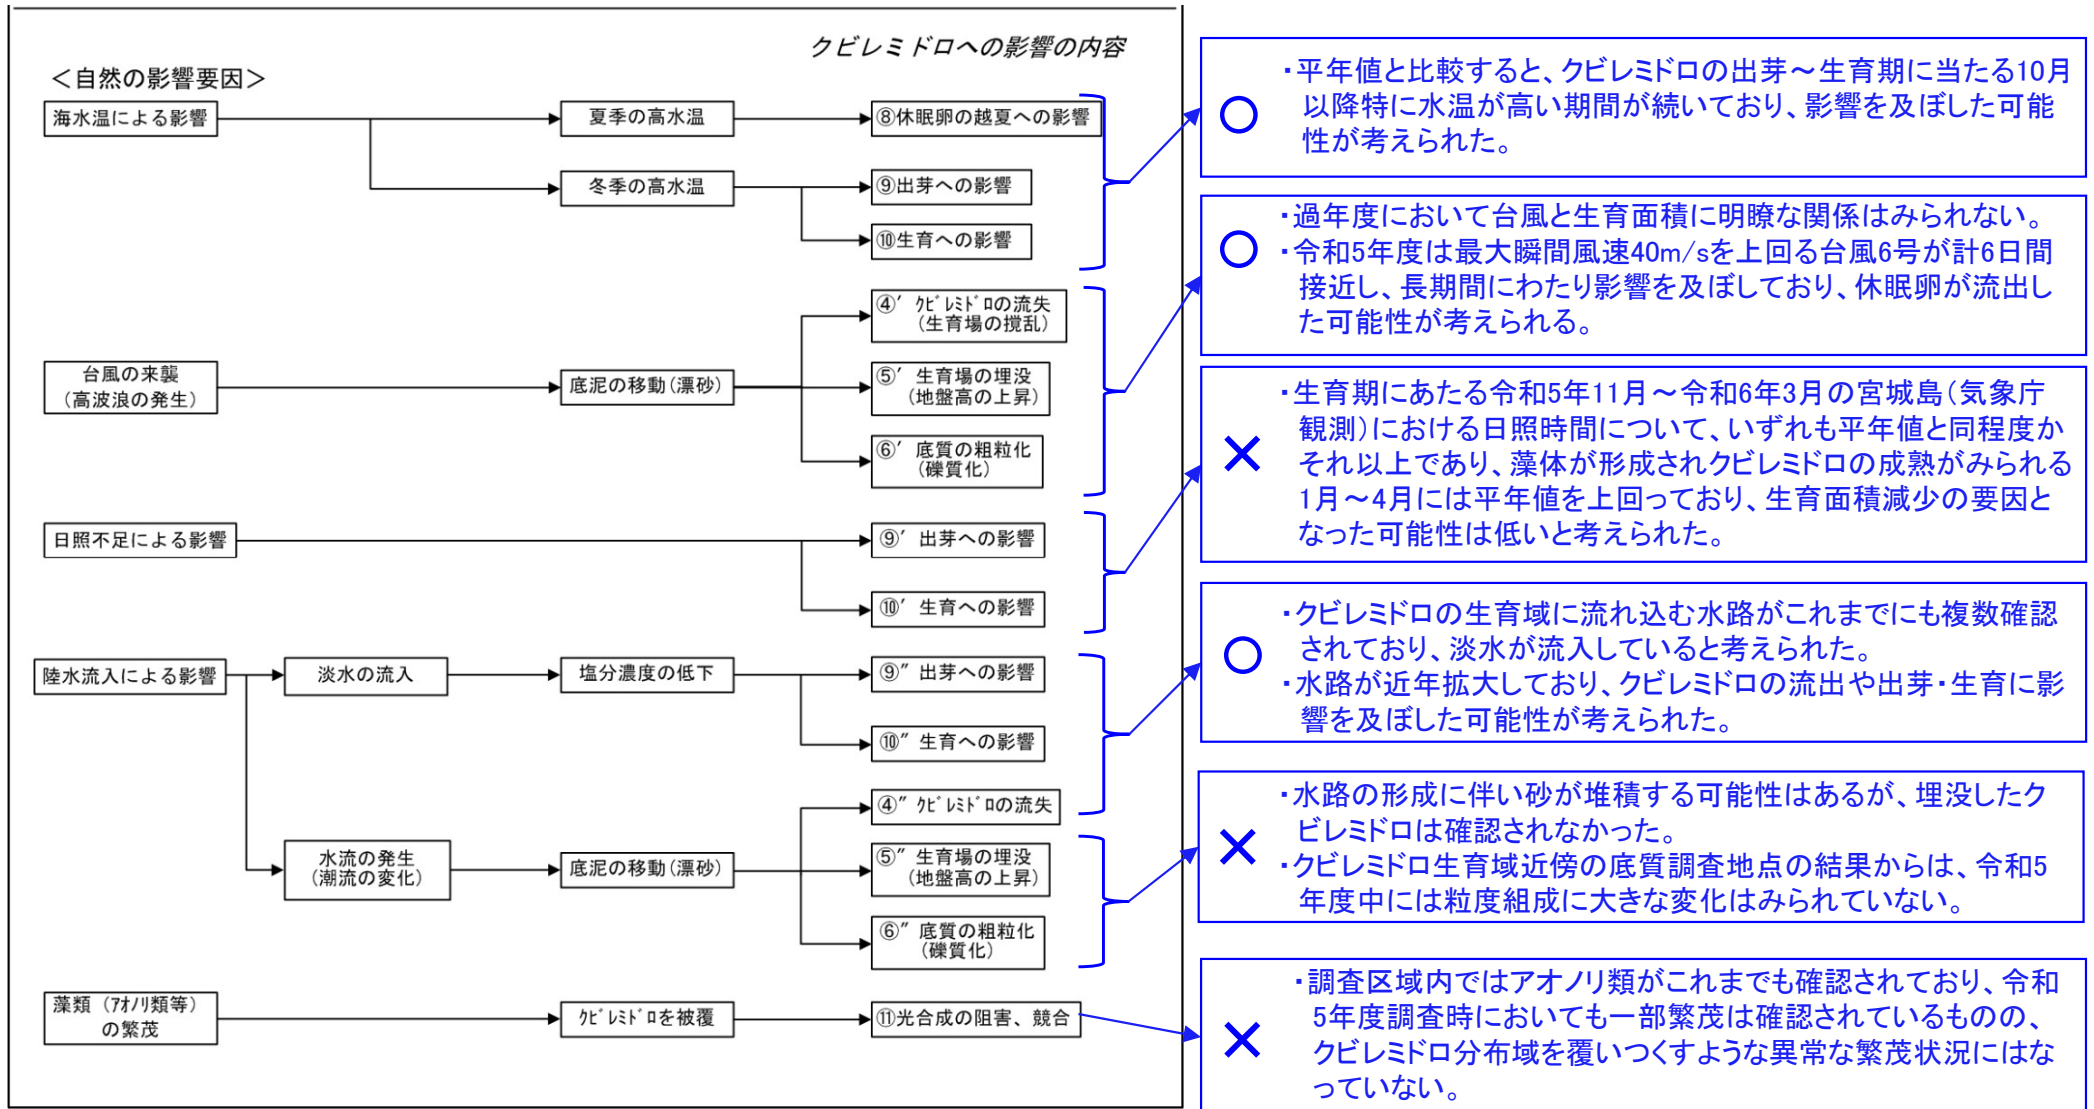 クビレミドロへの影響の内容
＜自然の影響要因＞
海水温による影響
夏季の高水温
⑧休眠卵の越夏への影響
冬季の高水温
⑨出芽への影響
⑩生育への影響
台風の来襲
（高波浪の発生）
底泥の移動（漂砂）
④′ ｸﾋﾞﾚﾐﾄﾞﾛの流失
（生育場の撹乱）
⑤′ 生育場の埋没
（地盤高の上昇）
⑥′ 底質の粗粒化
（礫質化）
日照不足による影響
⑨′ 出芽への影響
⑩′ 生育への影響
陸水流入による影響
淡水の流入
塩分濃度の低下
⑨″ 出芽への影響
⑩″ 生育への影響
水流の発生
（潮流の変化）
底泥の移動（漂砂）
④″ ｸﾋﾞﾚﾐﾄﾞﾛの流失
⑤″ 生育場の埋没
（地盤高の上昇）
⑥″ 底質の粗粒化
（礫質化）
藻類（ｱｵﾉﾘ類等）
の繁茂
ｸﾋﾞﾚﾐﾄﾞﾛを被覆
⑪光合成の阻害、競合
○
・平年値と比較すると、クビレミドロの出芽～生育期に当たる10月
以降特に水温が高い期間が続いており、影響を及ぼした可能
性が考えられた。
○
・過年度において台風と生育面積に明瞭な関係はみられない。
・令和5年度は最大瞬間風速40m/sを上回る台風6号が計6日間
接近し、長期間にわたり影響を及ぼしており、休眠卵が流出し
た可能性が考えられる。
×
・生育期にあたる令和5年11月～令和6年3月の宮城島（気象庁
観測）における日照時間について、いずれも平年値と同程度か
それ以上であり、藻体が形成されクビレミドロの成熟がみられる
1月～4月には平年値を上回っており、生育面積減少の要因と
なった可能性は低いと考えられた。
○
・クビレミドロの生育域に流れ込む水路がこれまでにも複数確認
されており、淡水が流入していると考えられた。
・水路が近年拡大しており、クビレミドロの流出や出芽・生育に影
響を及ぼした可能性が考えられた。
×
・水路の形成に伴い砂が堆積する可能性はあるが、埋没したク
ビレミドロは確認されなかった。
・クビレミドロ生育域近傍の底質調査地点の結果からは、令和5
年度中には粒度組成に大きな変化はみられていない。
×
・調査区域内ではアオノリ類がこれまでも確認されており、令和
5年度調査時においても一部繁茂は確認されているものの、
クビレミドロ分布域を覆いつくすような異常な繁茂状況にはな
っていない。